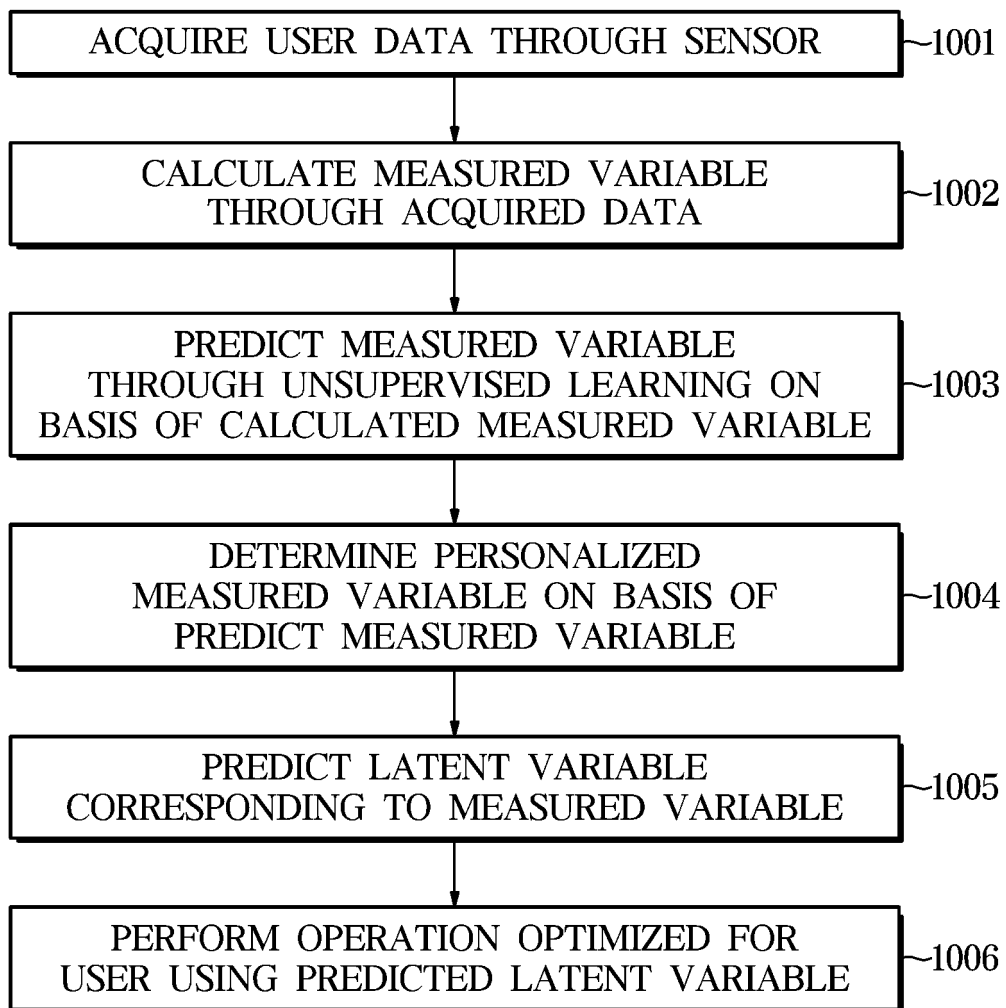 ACQUIRE USER DATA THROUGH SENSOR ~1001
CALCULATE MEASURED VARIABLE
THROUGH ACQUIRED DATA
~1002
PREDICT MEASURED VARIABLE
THROUGH UNSUPERVISED LEARNING ON
BASIS OF CALCULATED MEASURED VARIABLE
~1003
DETERMINE PERSONALIZED
MEASURED VARIABLE ON BASIS OF
PREDICT MEASURED VARIABLE
~1004
PREDICT LATENT VARIABLE
CORRESPONDING TO MEASURED VARIABLE
~1005
PERFORM OPERATION OPTIMIZED FOR
USER USING PREDICTED LATENT VARIABLE
~1006